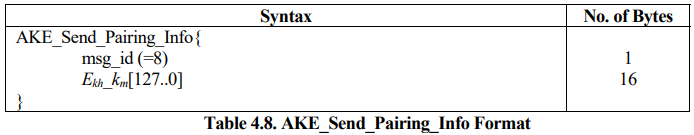 Syntax No. of Bytes
AKE_Send_Pairing_Info{
msg_id (=8) 1
Ekh_km[127..0] 16
}
Table 4.8. AKE_Send_Pairing_Info Format